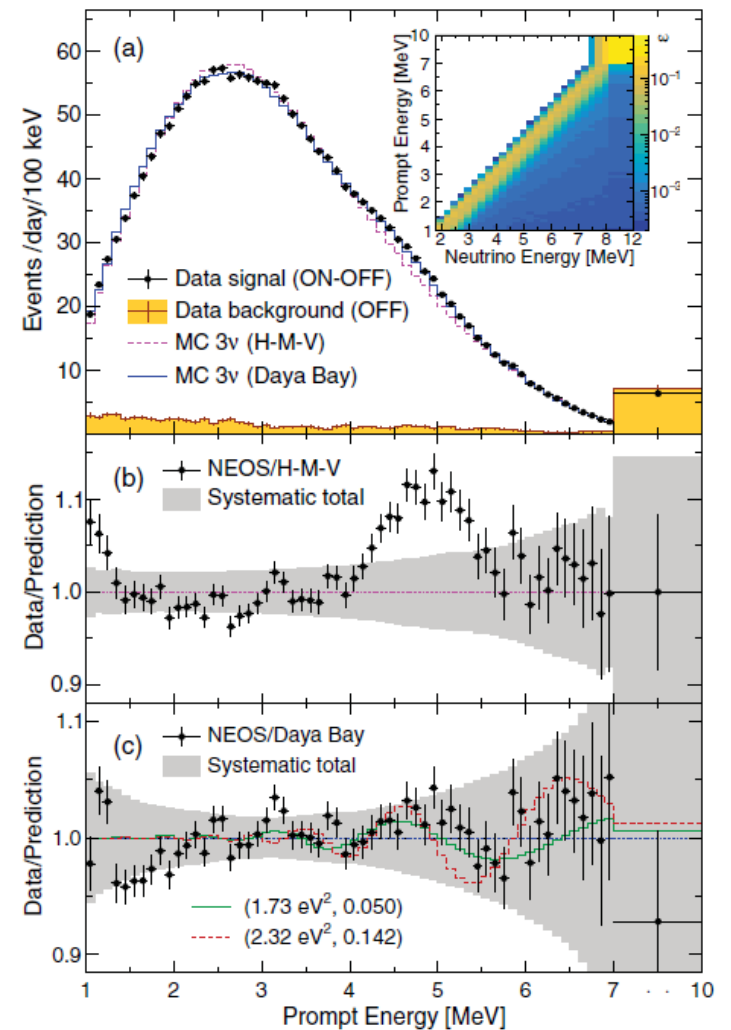 (a)
Events /day/100 keV
60
50
40
30
20
10
Data signal (ON-OFF)
Data background (OFF)
MC 3ν (H-M-V)
MC 3ν (Daya Bay)
Prompt Energy [MeV]
10
7
6
5
4
3
2
1
2 3 4 5 6 7 8 12
Neutrino Energy [MeV]
ε
10⁻¹
10⁻²
(b)
NEOS/H-M-V
Systematic total
Data/Prediction
1.1
1.0
0.9
(c)
NEOS/Daya Bay
Systematic total
Data/Prediction
1.1
1.0
0.9
(1.73 eV², 0.050)
(2.32 eV², 0.142)
1 2 3 4 5 6 7 10
Prompt Energy [MeV]